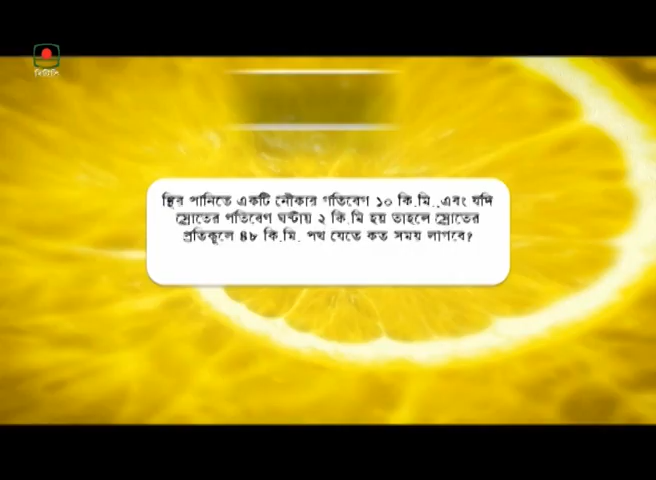 বিটিভি
স্থির পানিতে একটি নৌকার গতিবেগ ১০ কি.মি.,এবং যদি
স্রোতের গতিবেগ ঘন্টায় ২ কি.মি হয় তাহলে স্রোতের
প্রতিকূলে ৪৮ কি.মি. পথ যেতে কত সময় লাগবে?